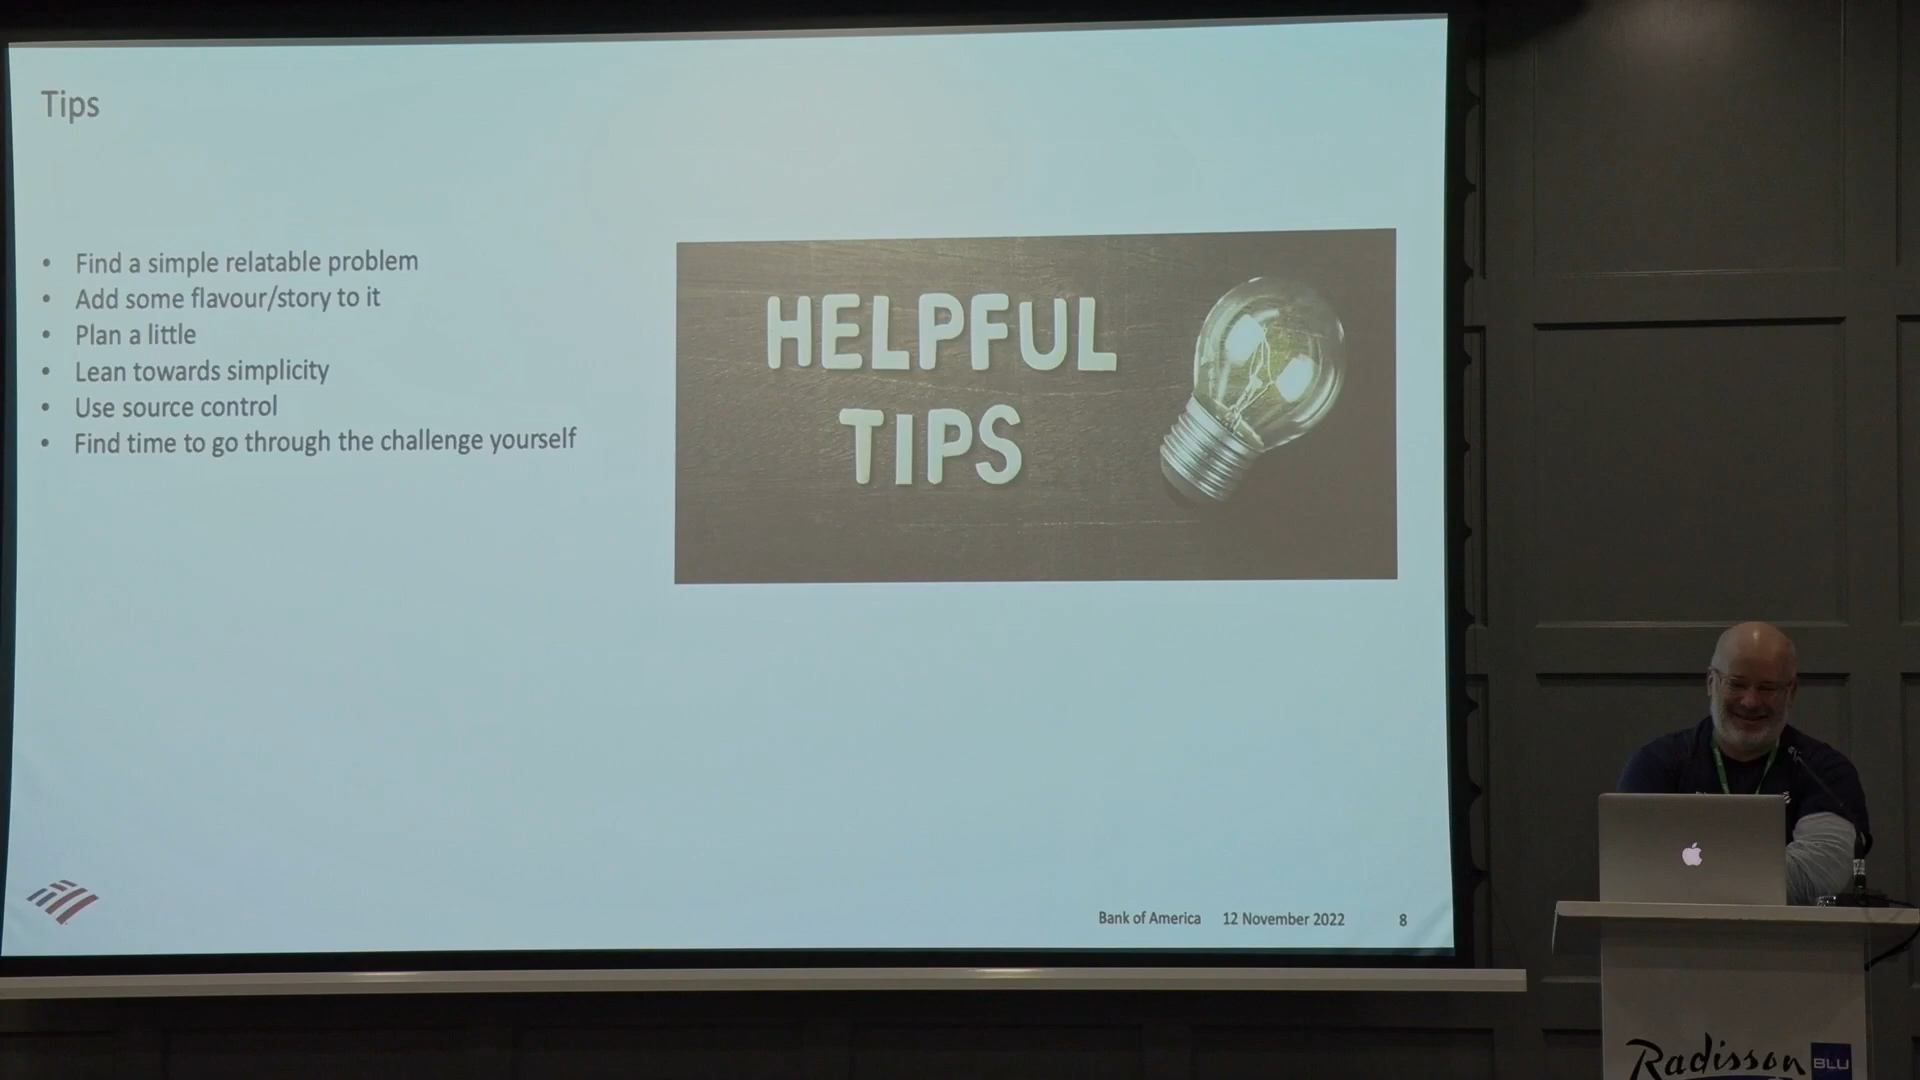 Tips
• Find a simple relatable problem
• Add some flavour/story to it
• Plan a little
• Lean towards simplicity
• Use source control
• Find time to go through the challenge yourself
HELPFUL
TIPS
Bank of America 12 November 2022 8
Radisson BLU